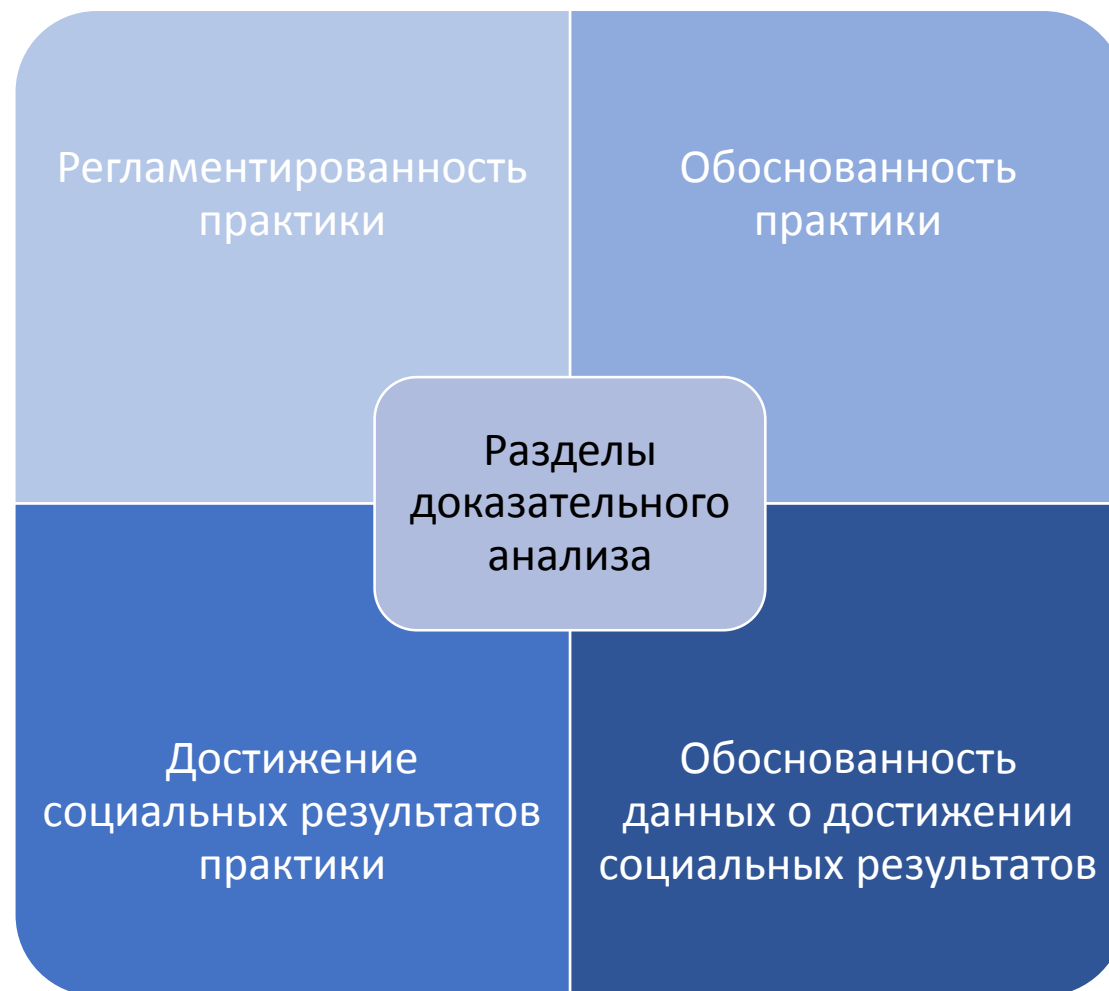 Регламентированность
практики
Обоснованность
практики
Разделы
доказательного
анализа
Достижение
социальных результатов
практики
Обоснованность
данных о достижении
социальных результатов